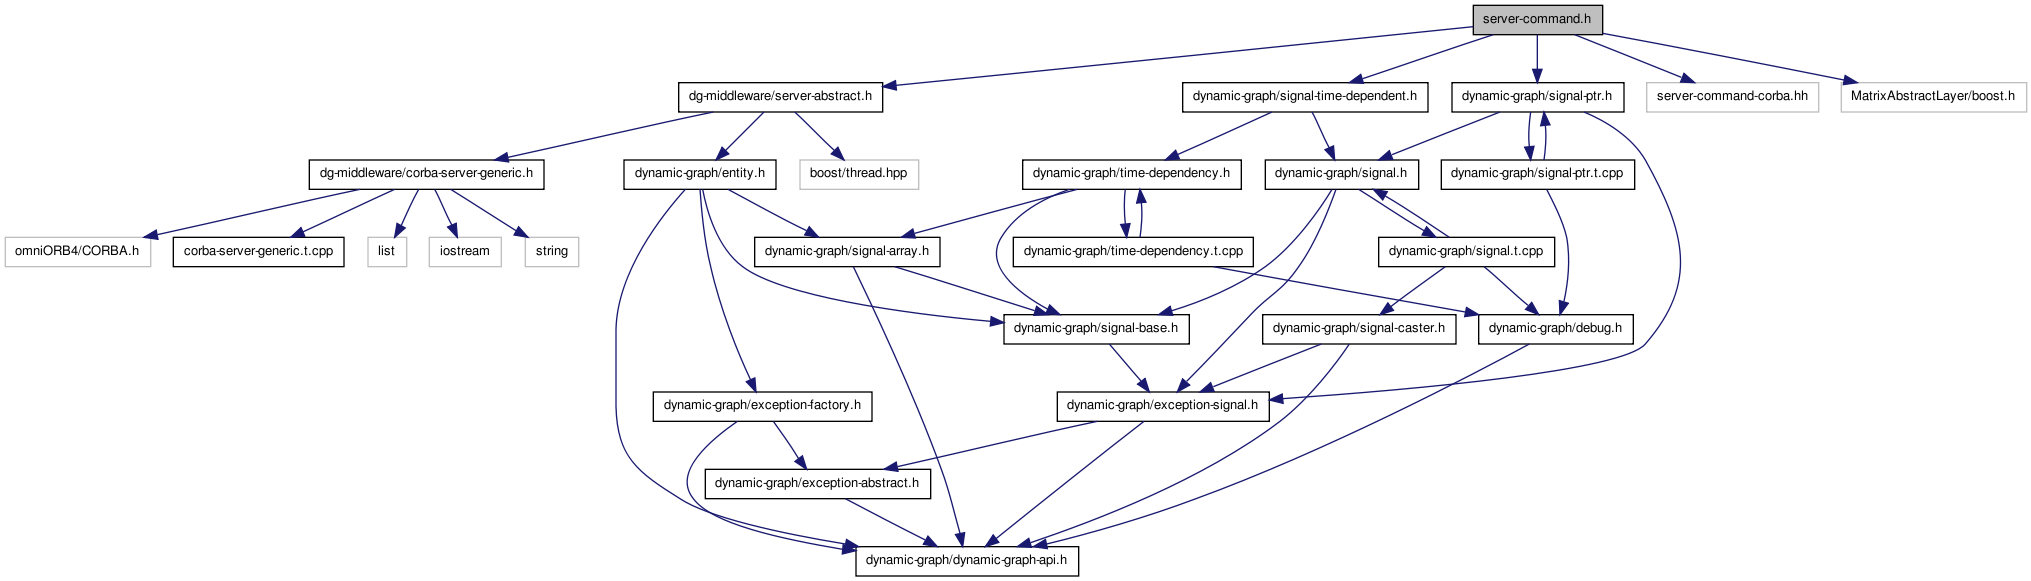 server-command.h
dg-middleware/server-abstract.h
dynamic-graph/signal-time-dependent.h
dynamic-graph/signal-ptr.h
server-command-corba.hh
MatrixAbstractLayer/boost.h
dg-middleware/corba-server-generic.h
dynamic-graph/entity.h
boost/thread.hpp
dynamic-graph/time-dependency.h
dynamic-graph/signal.h
dynamic-graph/signal-ptr.t.cpp
omniORB4/CORBA.h
corba-server-generic.t.cpp
list
iostream
string
dynamic-graph/signal-array.h
dynamic-graph/time-dependency.t.cpp
dynamic-graph/signal.t.cpp
dynamic-graph/signal-base.h
dynamic-graph/signal-caster.h
dynamic-graph/debug.h
dynamic-graph/exception-factory.h
dynamic-graph/exception-signal.h
dynamic-graph/exception-abstract.h
dynamic-graph/dynamic-graph-api.h